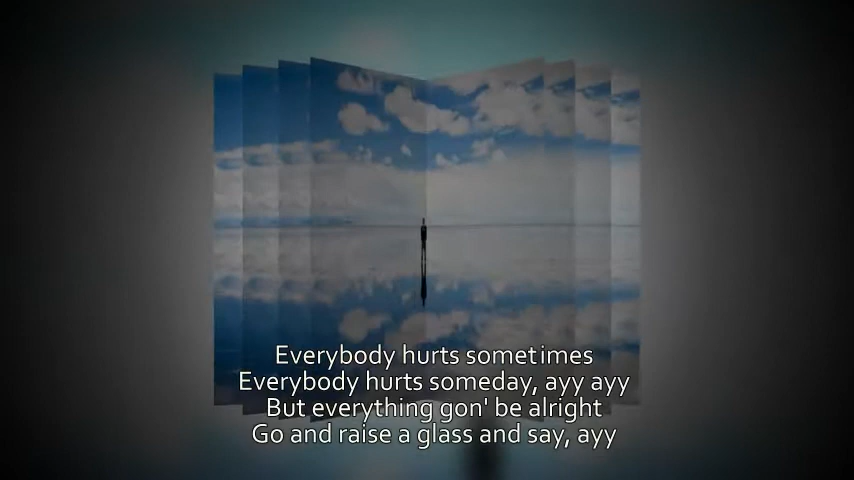 Everybody hurts sometimes
Everybody hurts someday, ayy ayy
But everything gon' be alright
Go and raise a glass and say, ayy